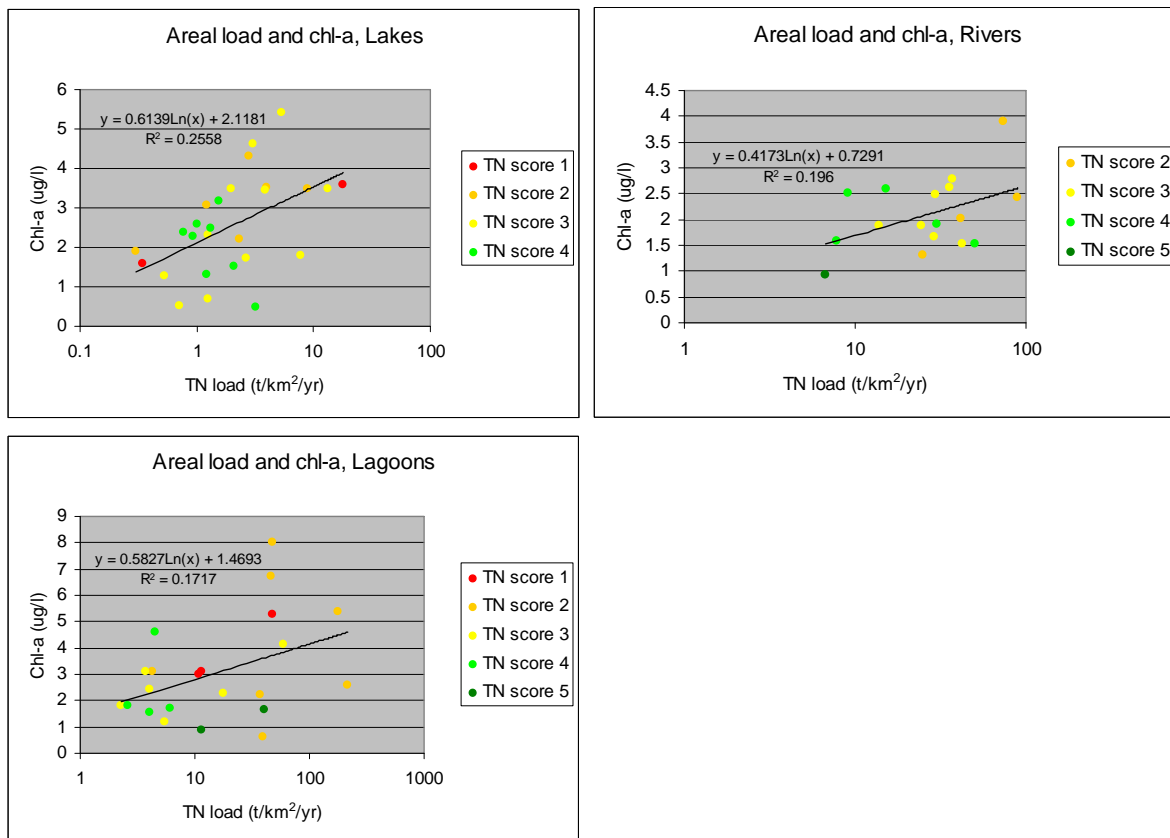 Areal load and chl-a, Lakes
y = 0.6139Ln(x) + 2.1181
R² = 0.2558
6
5
4
3
2
1
0
Chl-a (ug/l)
0.1 1 10 100
TN load (t/km²/yr)
TN score 1
TN score 2
TN score 3
TN score 4
Areal load and chl-a, Rivers
y = 0.4173Ln(x) + 0.7291
R² = 0.196
4.5
4
3.5
3
2.5
2
1.5
1
0.5
0
Chl-a (ug/l)
1 10 100
TN load (t/km²/yr)
TN score 2
TN score 3
TN score 4
TN score 5
Areal load and chl-a, Lagoons
y = 0.5827Ln(x) + 1.4693
R² = 0.1717
9
8
7
6
5
4
3
2
1
0
Chl-a (ug/l)
1 10 100 1000
TN load (t/km²/yr)
TN score 1
TN score 2
TN score 3
TN score 4
TN score 5